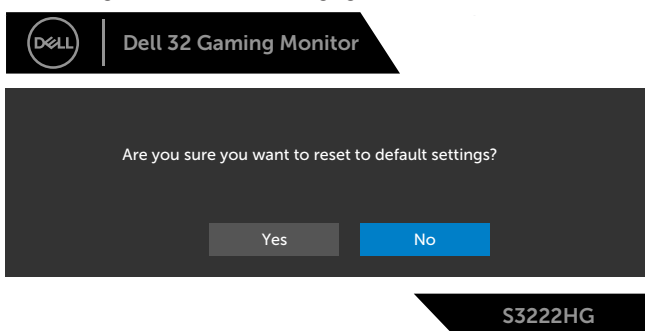 DELL
Dell 32 Gaming Monitor
Are you sure you want to reset to default settings?
Yes
No
S3222HG